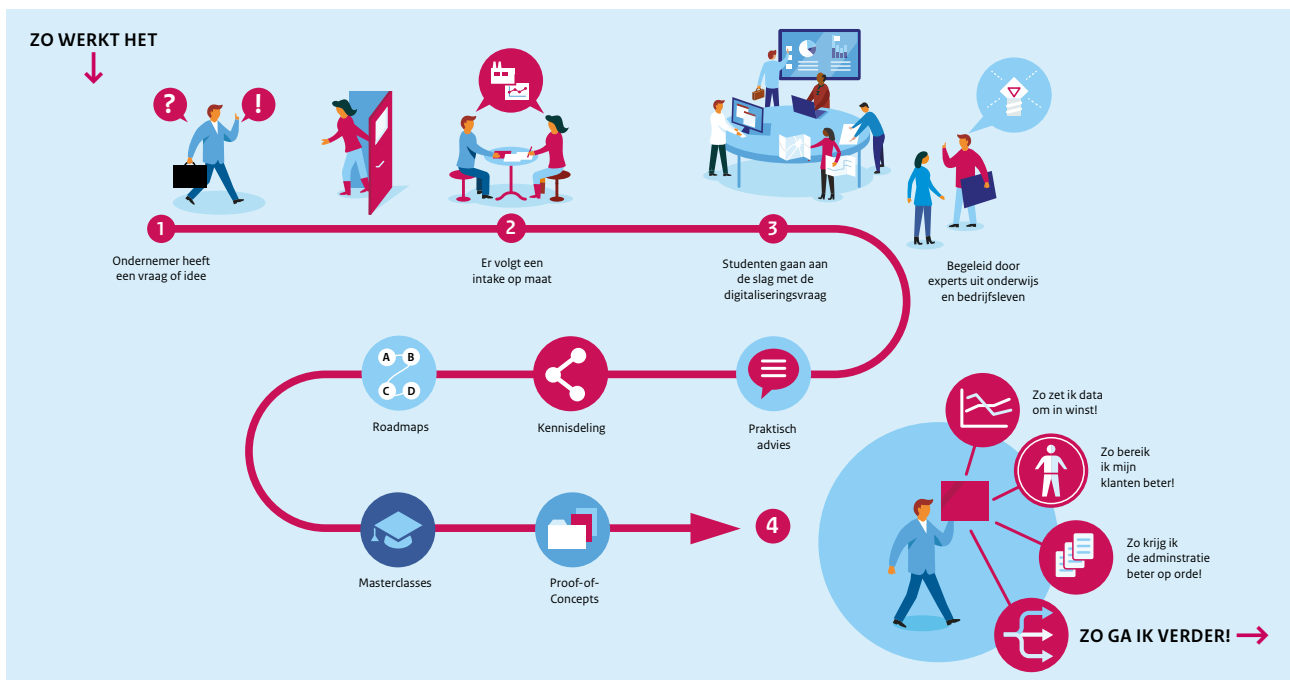 ZO WERKT HET
?
!
1
2
3
Ondernemer heeft
een vraag of idee
Er volgt een
intake op maat
Studenten gaan aan
de slag met de
digitaliseringsvraag
Begeleid door
experts uit onderwijs
en bedrijfsleven
A B
C D
Roadmaps
Kennisdeling
Praktisch
advies
Masterclasses
Proof-of-
Concepts
4
Zo zet ik data
om in winst!
Zo bereik
ik mijn
klanten beter!
Zo krijg ik
de adminstratie
beter op orde!
ZO GA IK VERDER!